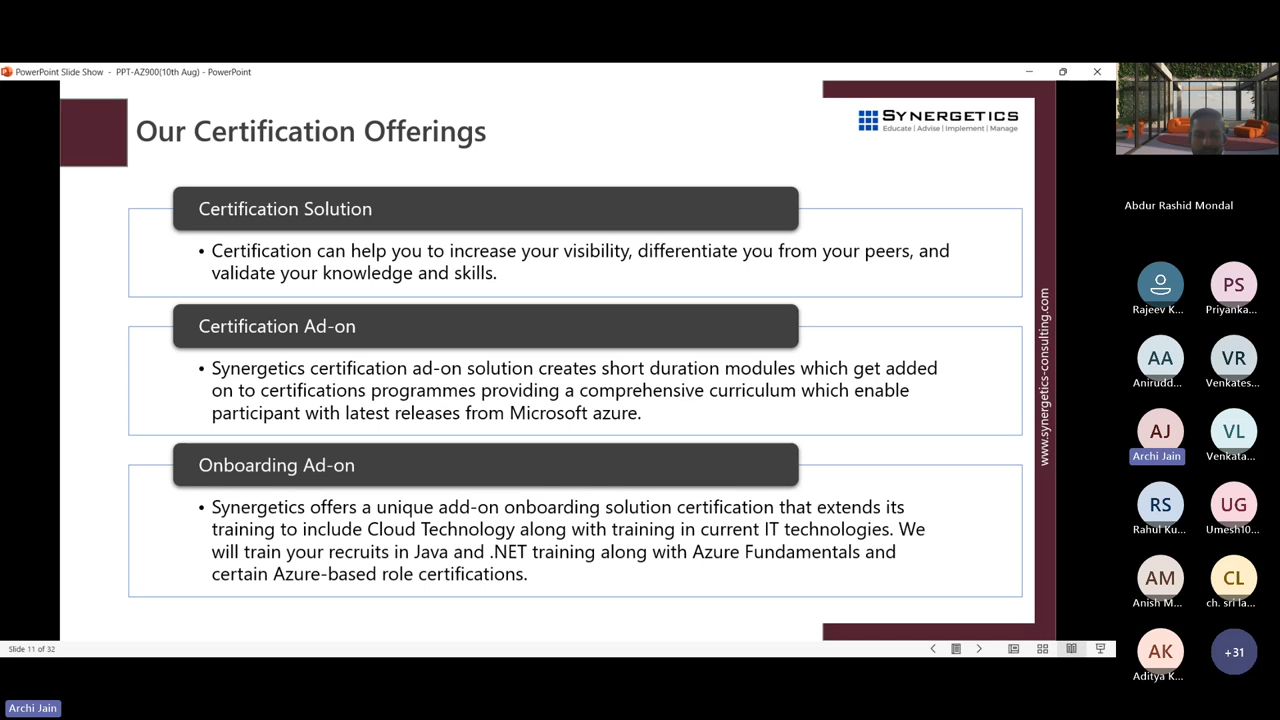 PowerPoint Slide Show - PPT-AZ900(10th Aug) - PowerPoint
Our Certification Offerings
SYNERGETICS
Educate | Advise | Implement | Manage
Certification Solution
• Certification can help you to increase your visibility, differentiate you from your peers, and
validate your knowledge and skills.
Certification Ad-on
• Synergetics certification ad-on solution creates short duration modules which get added
on to certifications programmes providing a comprehensive curriculum which enable
participant with latest releases from Microsoft azure.
Onboarding Ad-on
• Synergetics offers a unique add-on onboarding solution certification that extends its
training to include Cloud Technology along with training in current IT technologies. We
will train your recruits in Java and .NET training along with Azure Fundamentals and
certain Azure-based role certifications.
www.synergetics-consulting.com
Slide 11 of 32
Abdur Rashid Mondal
PS
Rajeev K...
Priyanka...
AA
VR
Anirudd...
Venkates...
AJ
VL
Archi Jain
Venkata...
RS
UG
Rahul Ku...
Umesh10...
AM
CL
Anish M...
ch. sri la...
AK
+31
Aditya K...
Archi Jain